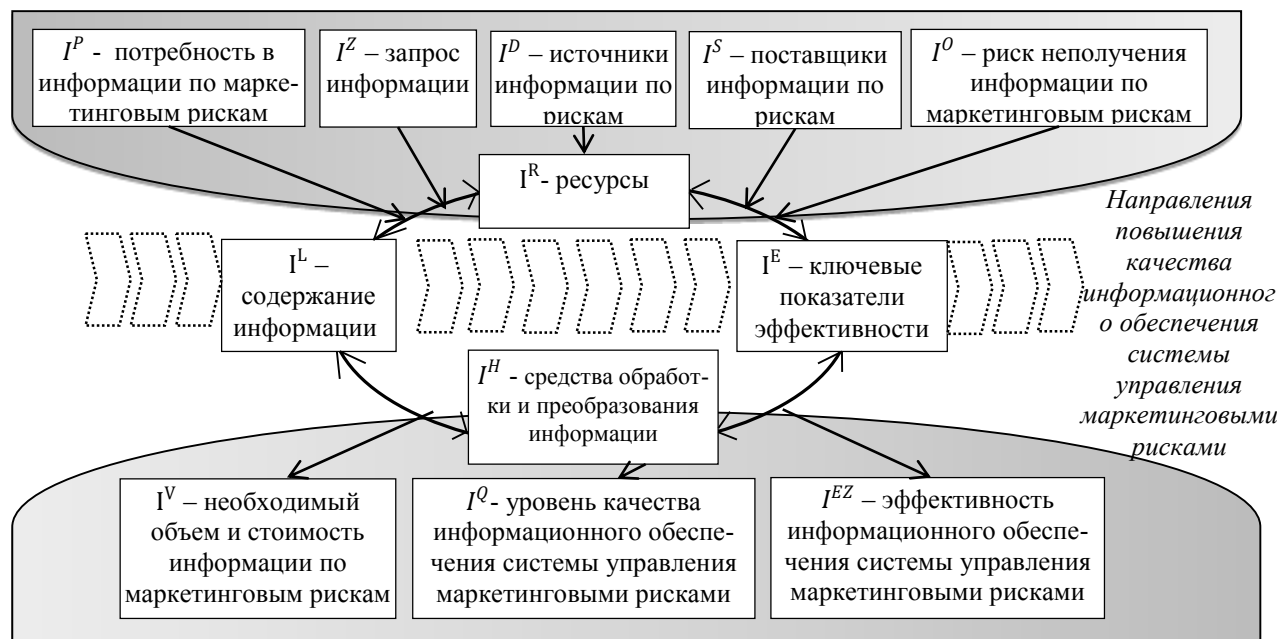 I^P - потребность в
информации по марке-
тинговым рискам
I^Z – запрос
информации
I^D – источники
информации по
рискам
I^S – поставщики
информации по
рискам
I^O – риск неполучения
информации по
маркетинговым рискам
I^R- ресурсы
I^L –
содержание
информации
I^E – ключевые
показатели
эффективности
Направления
повышения
качества
информационног
о обеспечения
системы
управления
маркетинговыми
рисками
I^H - средства обработ-
ки и преобразования
информации
I^V – необходимый
объем и стоимость
информации по
маркетинговым рискам
I^Q- уровень качества
информационного обеспе-
чения системы управления
маркетинговыми рисками
I^EZ – эффективность
информационного обеспе-
чения системы управления
маркетинговыми рисками